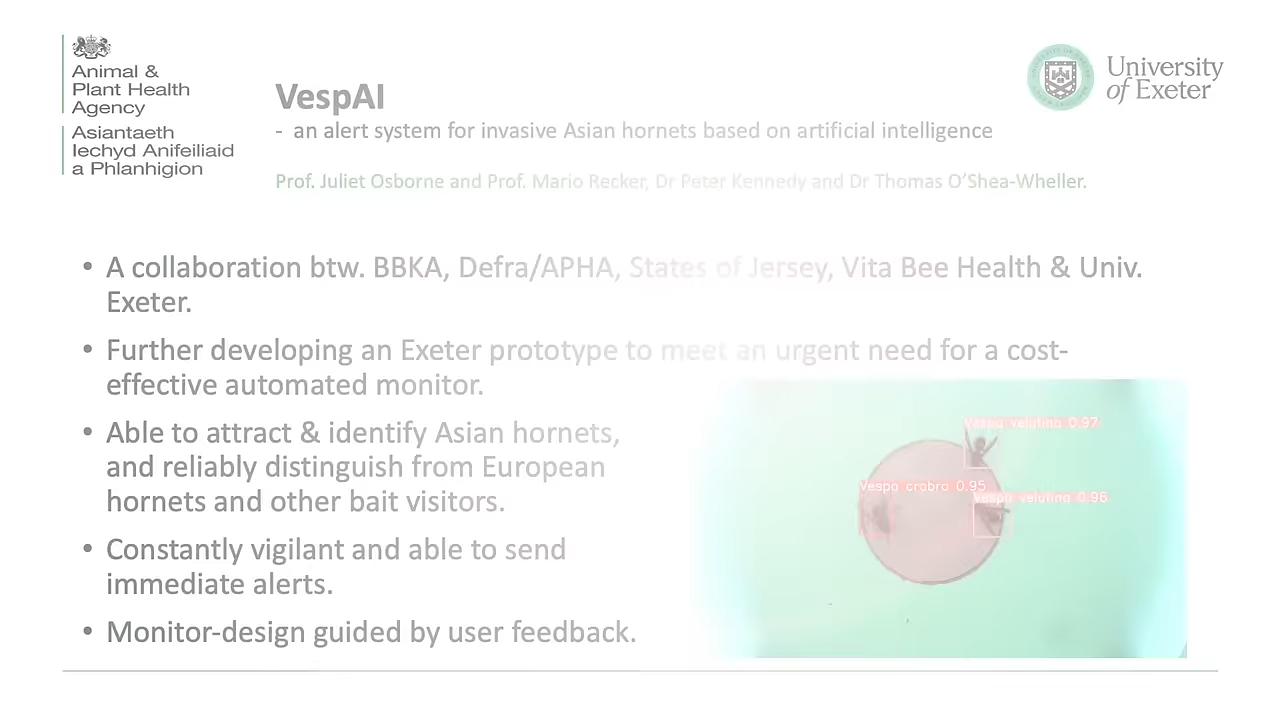 Animal &
Plant Health
Agency
Asiantaeth
Iechyd Anifeiliaid
a Phlanhigion
University
of Exeter
VespAI
- an alert system for invasive Asian hornets based on artificial intelligence
Prof. Juliet Osborne and Prof. Mario Recker, Dr Peter Kennedy and Dr Thomas O'Shea-Wheller.
• A collaboration btw. BBKA, Defra/APHA, States of Jersey, Vita Bee Health & Univ.
Exeter.
• Further developing an Exeter prototype to meet an urgent need for a cost-
effective automated monitor.
• Able to attract & identify Asian hornets,
and reliably distinguish from European
hornets and other bait visitors.
• Constantly vigilant and able to send
immediate alerts.
• Monitor-design guided by user feedback.
Vespa velutina 0.97
Vespa crabro 0.95
Vespa velutina 0.96